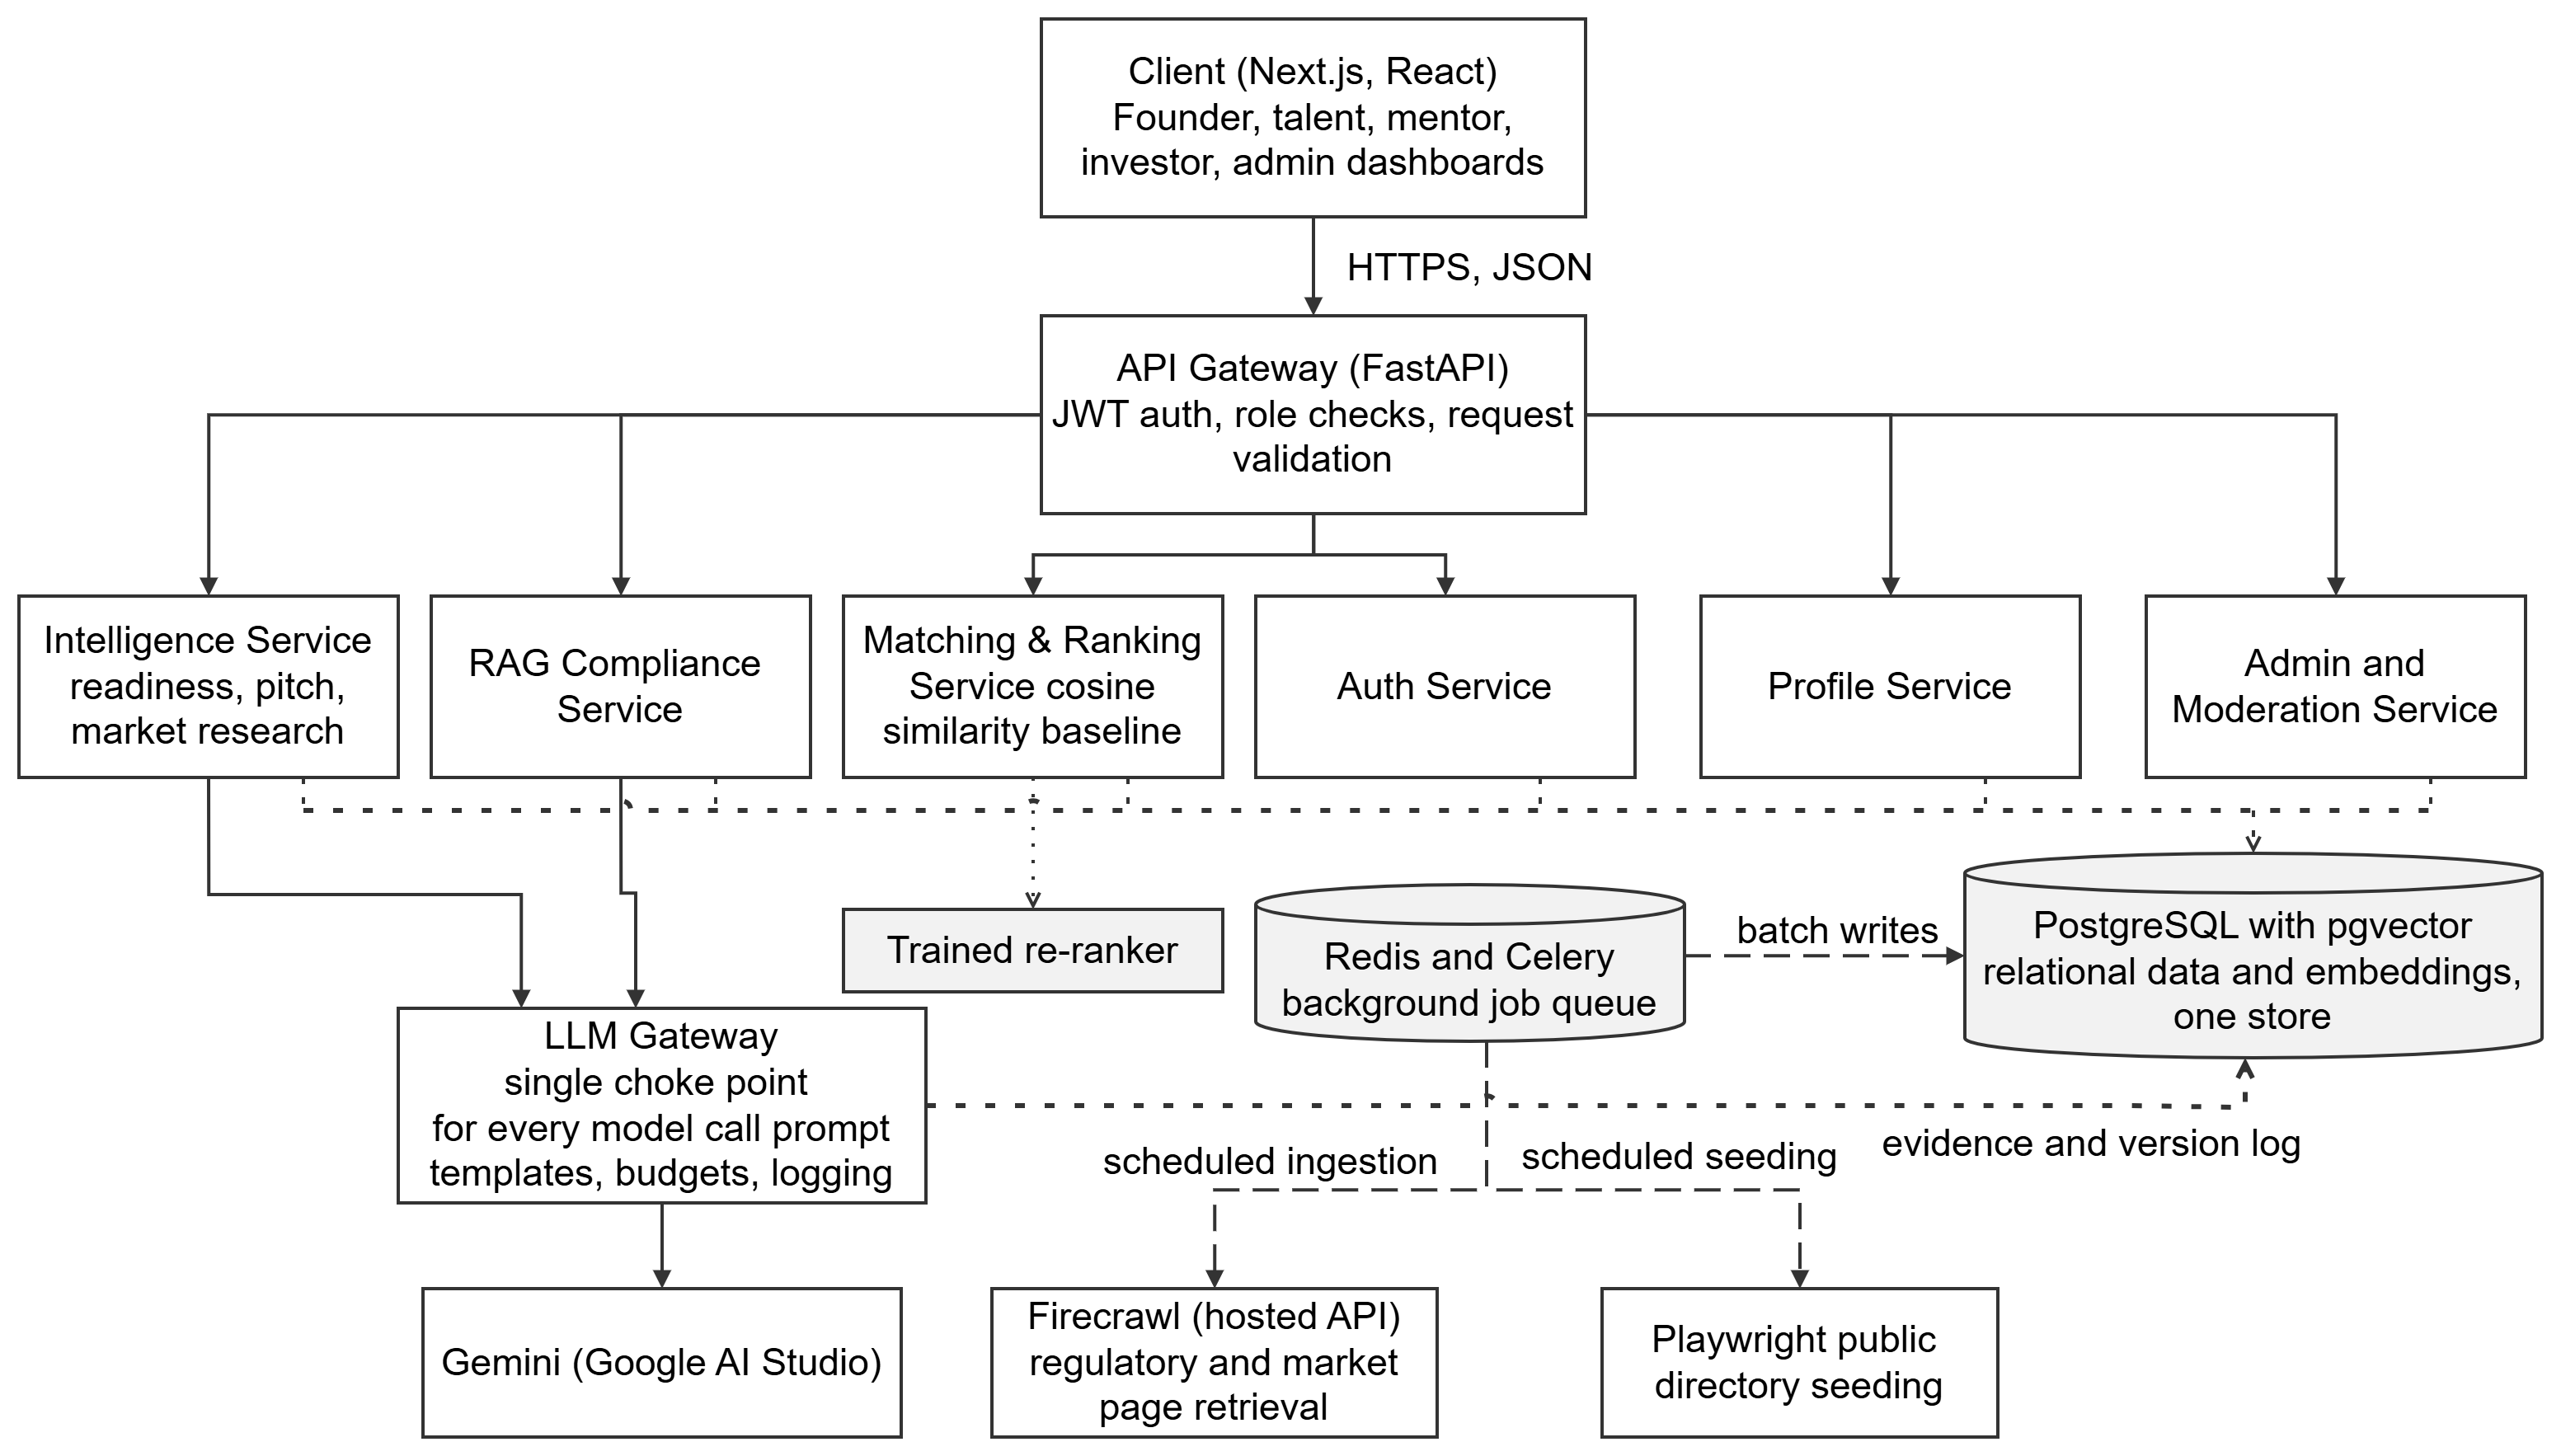 Client (Next.js, React)
Founder, talent, mentor,
investor, admin dashboards
HTTPS, JSON
API Gateway (FastAPI)
JWT auth, role checks, request
validation
Intelligence Service
readiness, pitch,
market research
RAG Compliance
Service
Matching & Ranking
Service cosine
similarity baseline
Auth Service
Profile Service
Admin and
Moderation Service
Trained re-ranker
Redis and Celery
background job queue
batch writes
PostgreSQL with pgvector
relational data and embeddings,
one store
LLM Gateway
single choke point
for every model call prompt
templates, budgets, logging
scheduled ingestion
scheduled seeding
evidence and version log
Gemini (Google AI Studio)
Firecrawl (hosted API)
regulatory and market
page retrieval
Playwright public
directory seeding